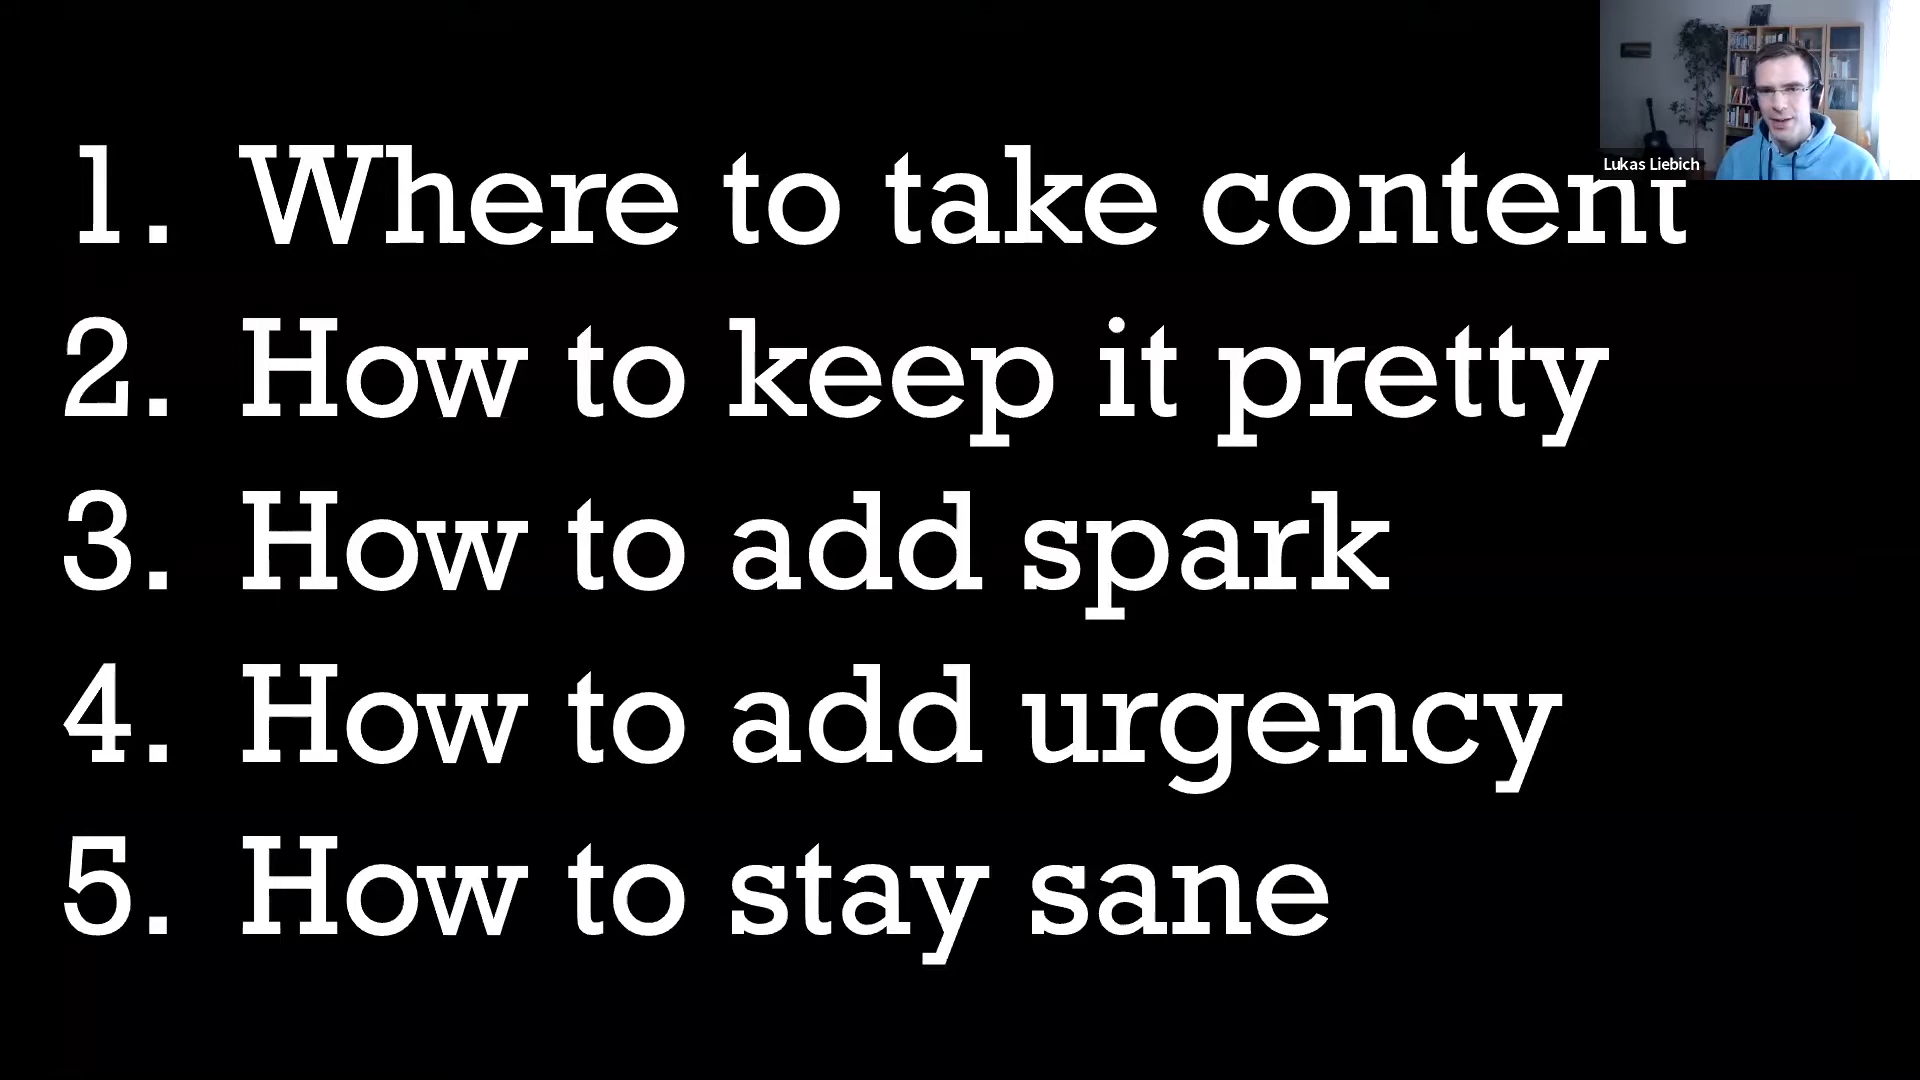 Lukas Liebich
1. Where to take content
2. How to keep it pretty
3. How to add spark
4. How to add urgency
5. How to stay sane